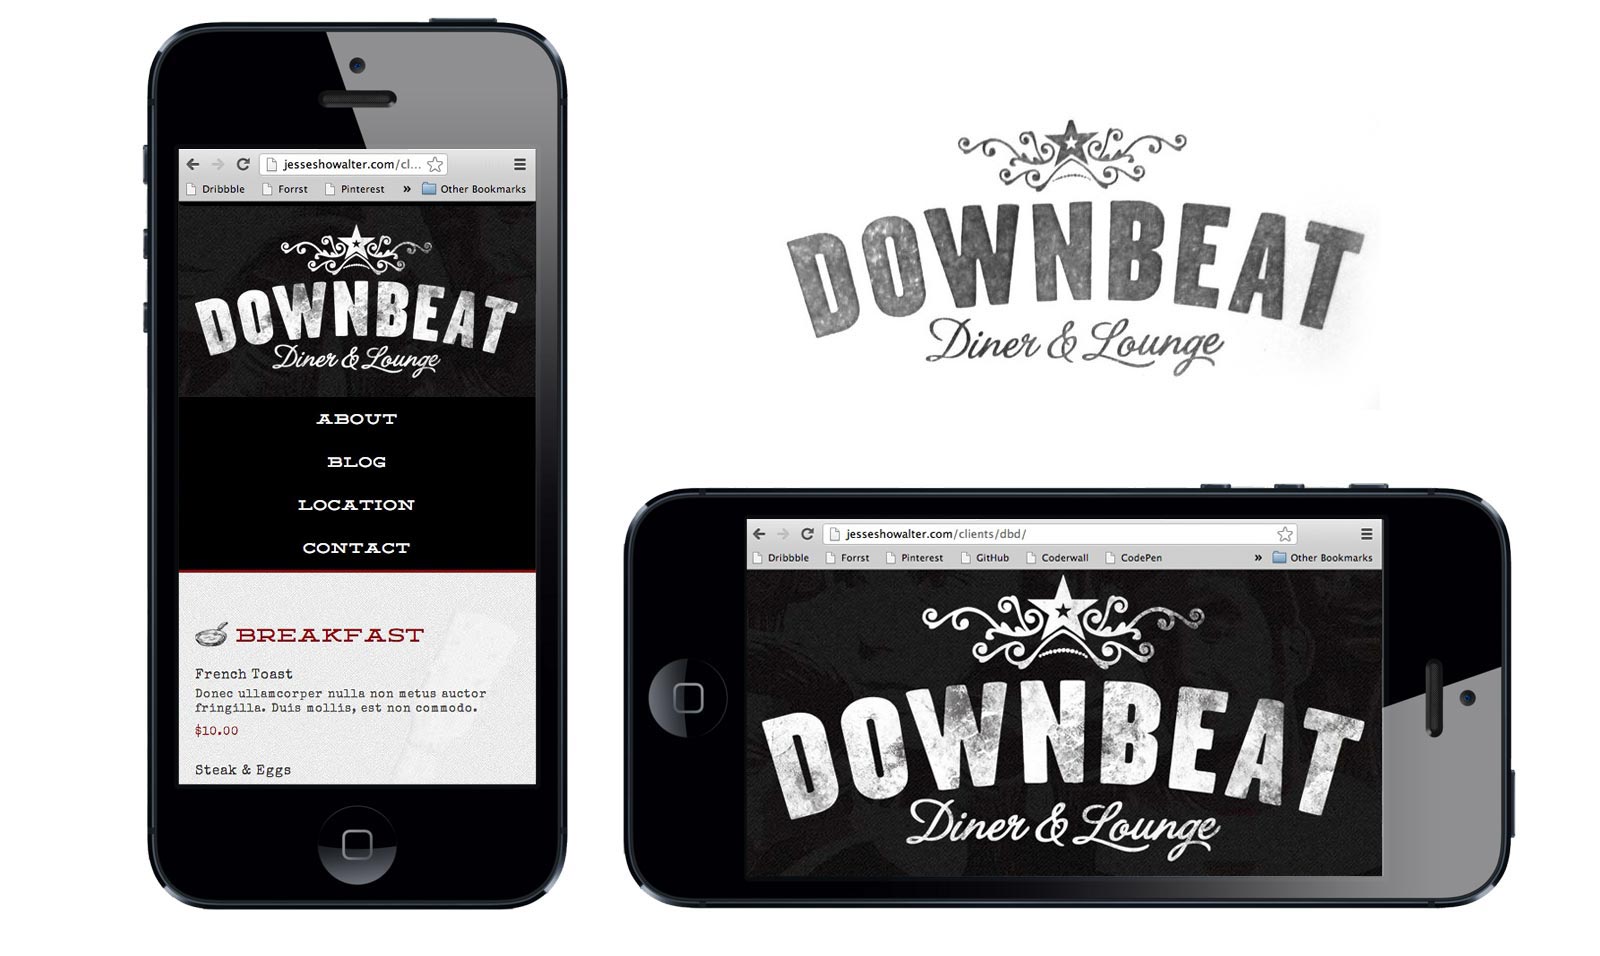 jesseshowalter.com/cl...
Dribbble Forrst Pinterest » Other Bookmarks
DOWNBEAT
Diner & Lounge
ABOUT
BLOG
LOCATION
CONTACT
BREAKFAST
French Toast
Donec ullamcorper nulla non metus auctor
fringilla. Duis mollis, est non commodo.
$10.00
Steak & Eggs
DOWNBEAT
Diner & Lounge
jesseshowalter.com/clients/dbd/
Dribbble Forrst Pinterest GitHub Coderwall CodePen » Other Bookmarks
DOWNBEAT
Diner & Lounge